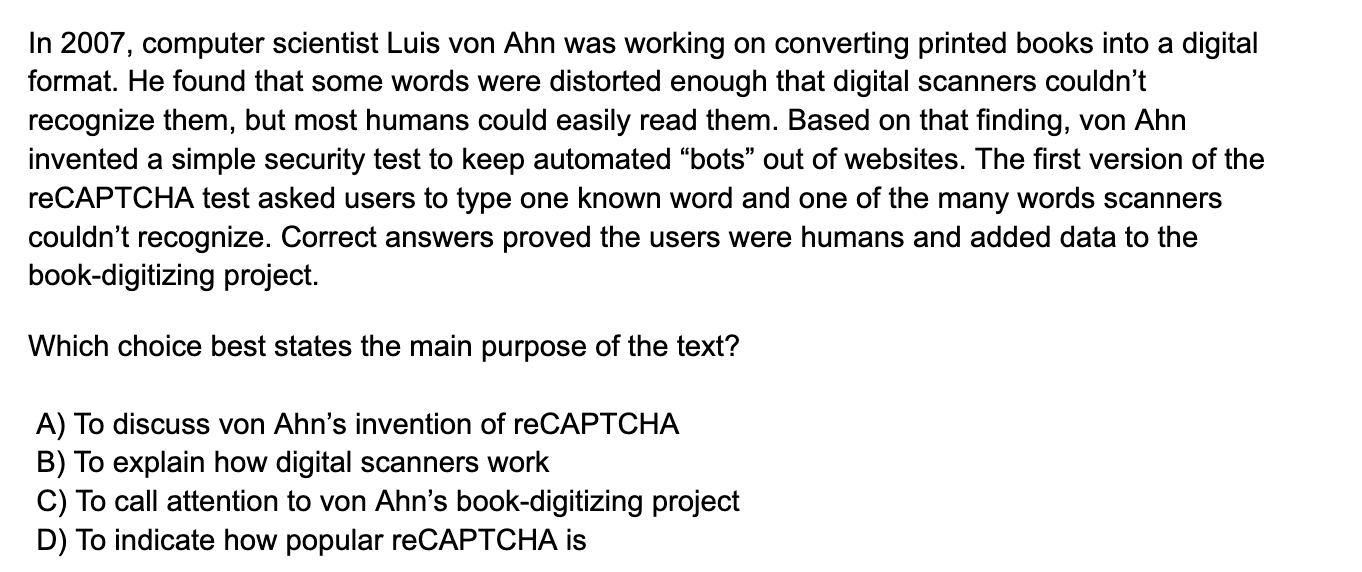 In 2007, computer scientist Luis von Ahn was working on converting printed books into a digital
format. He found that some words were distorted enough that digital scanners couldn’t
recognize them, but most humans could easily read them. Based on that finding, von Ahn
invented a simple security test to keep automated “bots” out of websites. The first version of the
reCAPTCHA test asked users to type one known word and one of the many words scanners
couldn’t recognize. Correct answers proved the users were humans and added data to the
book-digitizing project.
Which choice best states the main purpose of the text?
A) To discuss von Ahn’s invention of reCAPTCHA
B) To explain how digital scanners work
C) To call attention to von Ahn’s book-digitizing project
D) To indicate how popular reCAPTCHA is